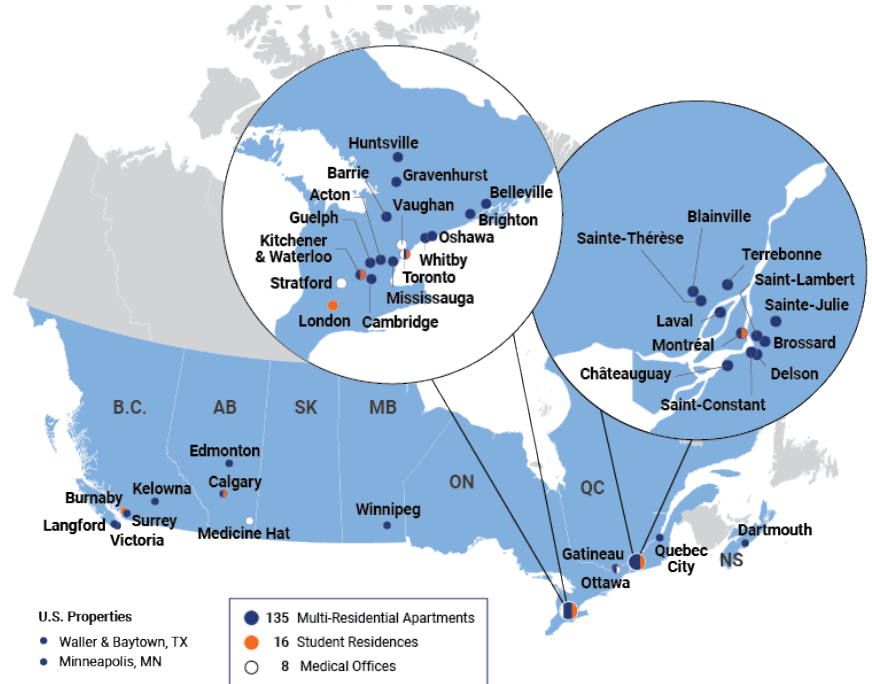 Huntsville
Barrie
Gravenhurst
Acton
Belleville
Vaughan
Guelph
Brighton
Kitchener
& Waterloo
Oshawa
Whitby
Stratford
Toronto
Mississauga
London
Cambridge
Blainville
Sainte-Thérèse
Terrebonne
Saint-Lambert
Sainte-Julie
Laval
Montréal
Brossard
Châteauguay
Delson
Saint-Constant
B.C.
AB
SK
MB
ON
QC
NS
Edmonton
Calgary
Kelowna
Burnaby
Surrey
Langford
Victoria
Medicine Hat
Winnipeg
Gatineau
Ottawa
Quebec
City
Dartmouth
U.S. Properties
Waller & Baytown, TX
Minneapolis, MN
135 Multi-Residential Apartments
16 Student Residences
8 Medical Offices